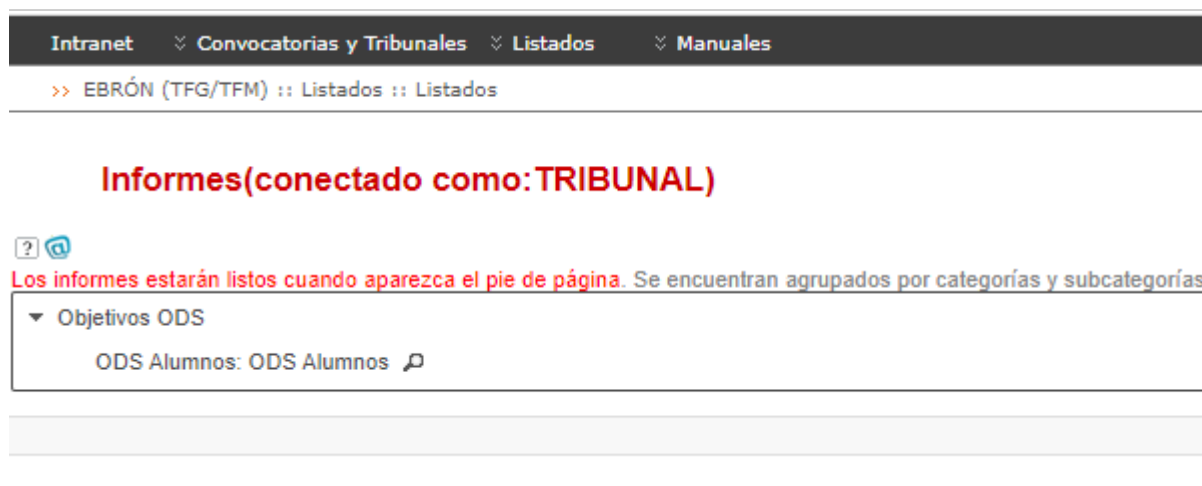 Intranet Convocatorias y Tribunales Listados Manuales
>> EBRÓN (TFG/TFM) :: Listados :: Listados
Informes(conectado como:TRIBUNAL)
? @
Los informes estarán listos cuando aparezca el pie de página. Se encuentran agrupados por categorías y subcategorías
Objetivos ODS
ODS Alumnos: ODS Alumnos